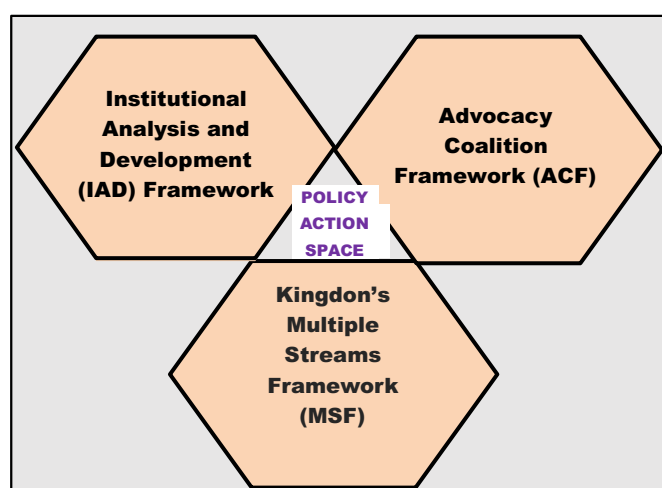 Institutional
Analysis and
Development
(IAD) Framework
Advocacy
Coalition
Framework (ACF)
POLICY
ACTION
SPACE
Kingdon’s
Multiple
Streams
Framework
(MSF)